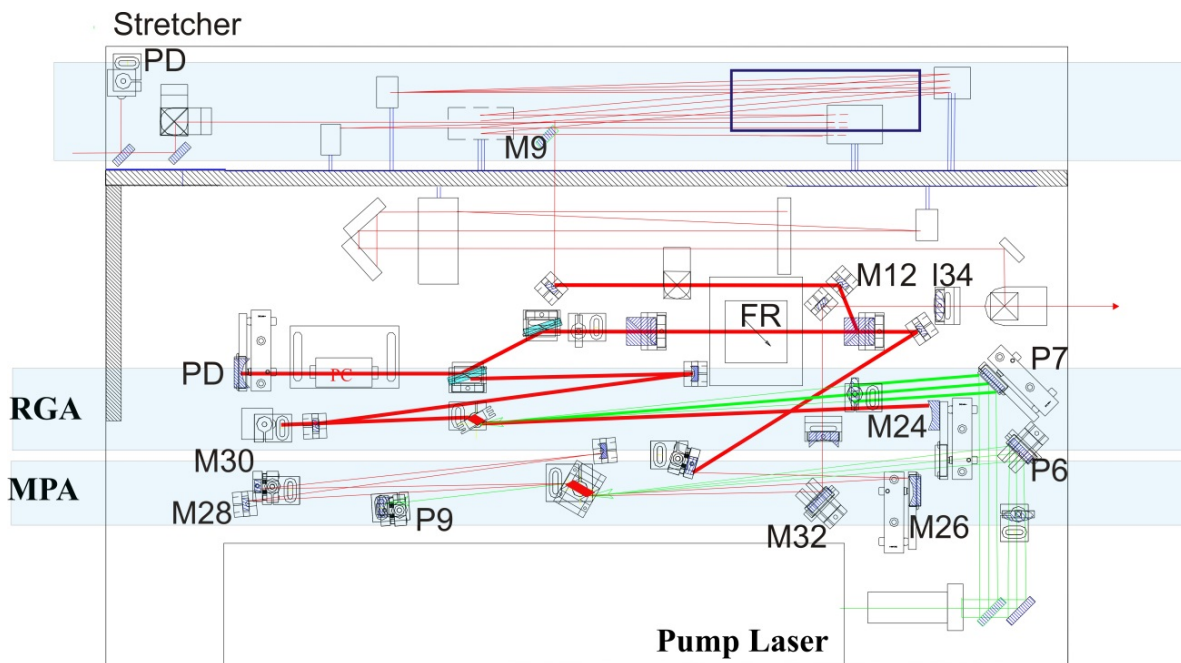 Stretcher
PD
M9
M12
I34
FR
PD
PC
P7
RGA
M24
M30
P6
MPA
M28
P9
M32
M26
Pump Laser